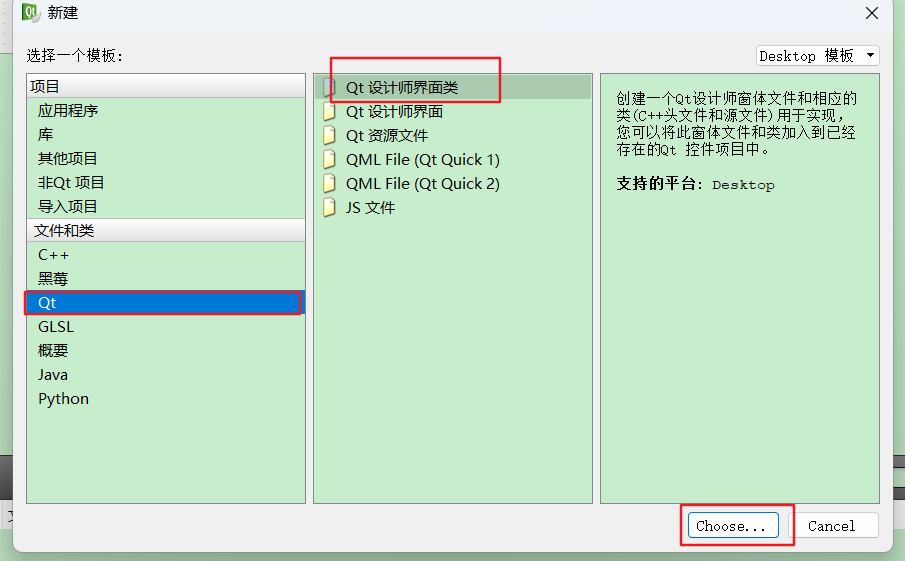 Qt 新建
选择一个模板:
Desktop 模板
项目
应用程序
库
其他项目
非Qt 项目
导入项目
文件和类
C++
黑莓
Qt
GLSL
概要
Java
Python
Qt 设计师界面类
Qt 设计师界面
Qt 资源文件
QML File (Qt Quick 1)
QML File (Qt Quick 2)
JS 文件
创建一个Qt设计师窗体文件和相应的
类(C++头文件和源文件)用于实现,
您可以将此窗体文件和类加入到已经
存在的Qt 控件项目中。
支持的平台: Desktop
Choose...
Cancel